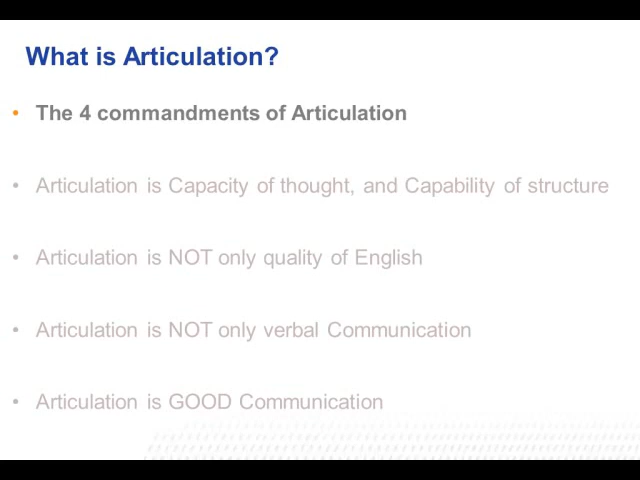 What is Articulation?
• The 4 commandments of Articulation
• Articulation is Capacity of thought, and Capability of structure
• Articulation is NOT only quality of English
• Articulation is NOT only verbal Communication
• Articulation is GOOD Communication